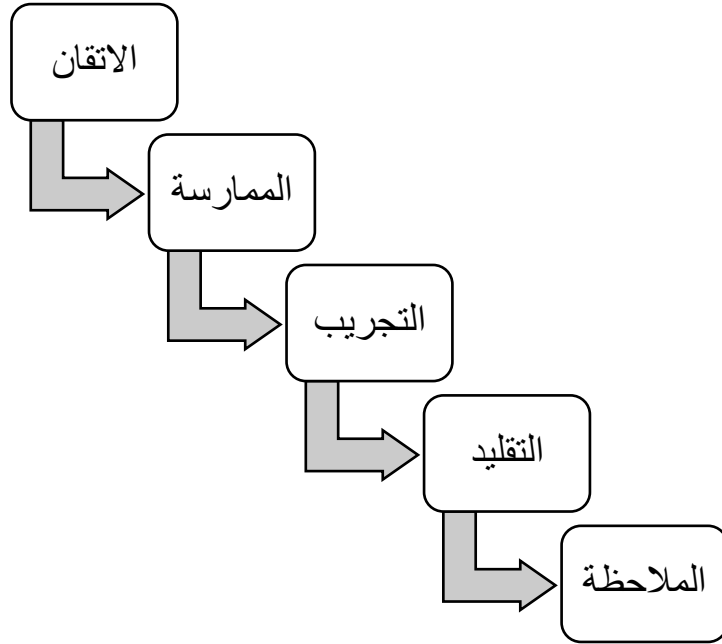 الاتقان
الممارسة
التجريب
التقليد
الملاحظة